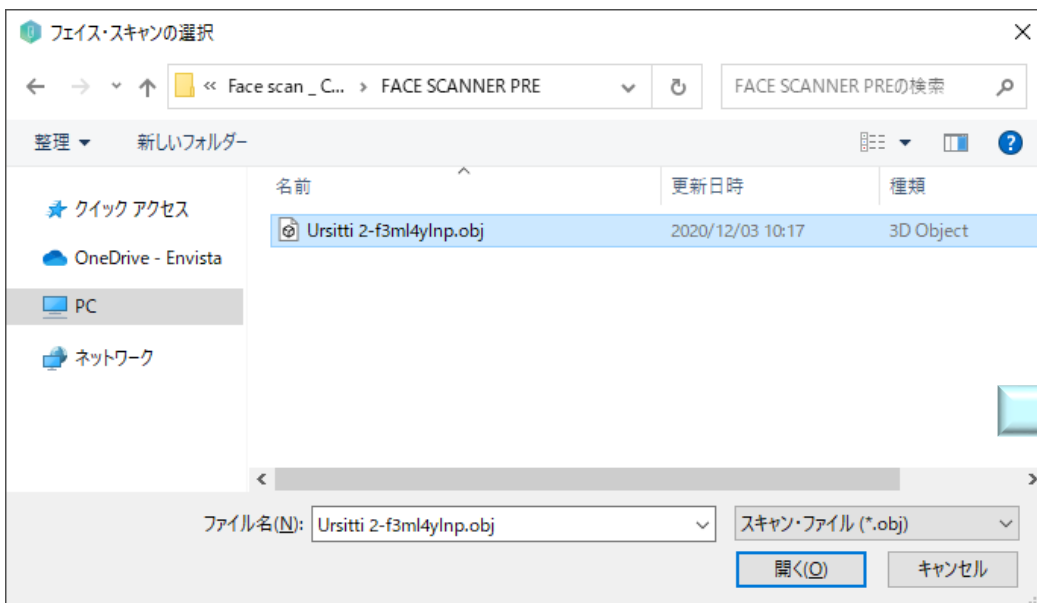 フェイス・スキャンの選択
« Face scan _ C... › FACE SCANNER PRE
FACE SCANNER PREの検索
整理
新しいフォルダー
名前
更新日時
種類
クイック アクセス
OneDrive - Envista
PC
ネットワーク
Ursitti 2-f3ml4ylnp.obj
2020/12/03 10:17
3D Object
ファイル名(N):
Ursitti 2-f3ml4ylnp.obj
スキャン・ファイル (*.obj)
開く(O)
キャンセル